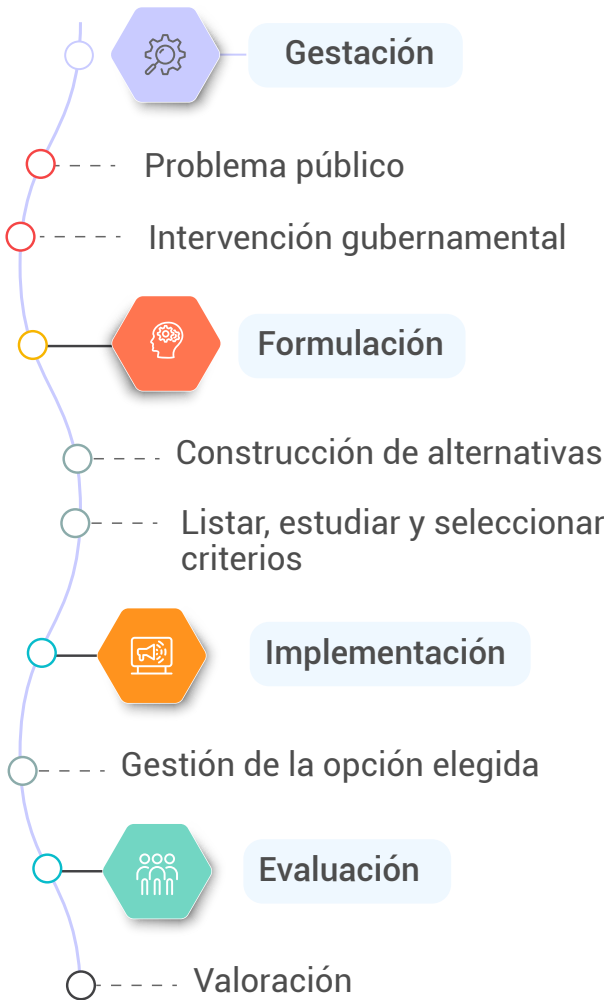 Gestación
Problema público
Intervención gubernamental
Formulación
Construcción de alternativas
Listar, estudiar y seleccionar
criterios
Implementación
Gestión de la opción elegida
Evaluación
Valoración